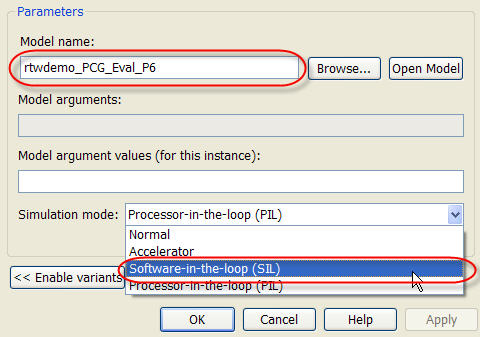 Parameters
Model name:
rtwdemo_PCG_Eval_P6 Browse... Open Model
Model arguments:
Model argument values (for this instance):
Simulation mode: Processor-in-the-loop (PIL)
Normal
Accelerator
<< Enable variants Software-in-the-loop (SIL)
Processor-in-the-loop (PIL)
OK Cancel Help Apply